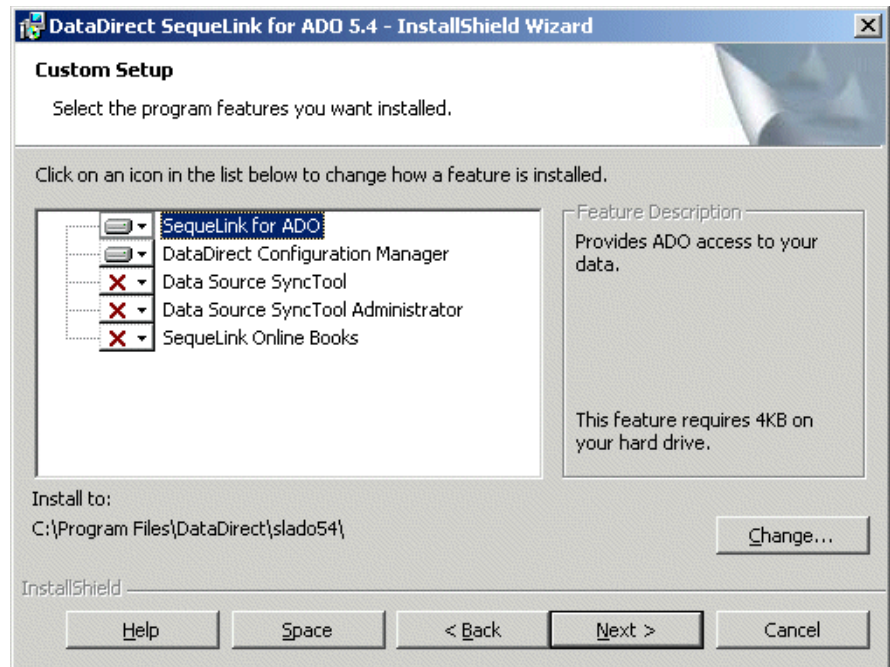 DataDirect SequeLink for ADO 5.4 - InstallShield Wizard
Custom Setup
Select the program features you want installed.
Click on an icon in the list below to change how a feature is installed.
SequeLink for ADO
DataDirect Configuration Manager
Data Source SyncTool
Data Source SyncTool Administrator
SequeLink Online Books
Feature Description
Provides ADO access to your
data.
This feature requires 4KB on
your hard drive.
Install to:
C:\Program Files\DataDirect\slado54\
Change...
InstallShield
Help
Space
< Back
Next >
Cancel